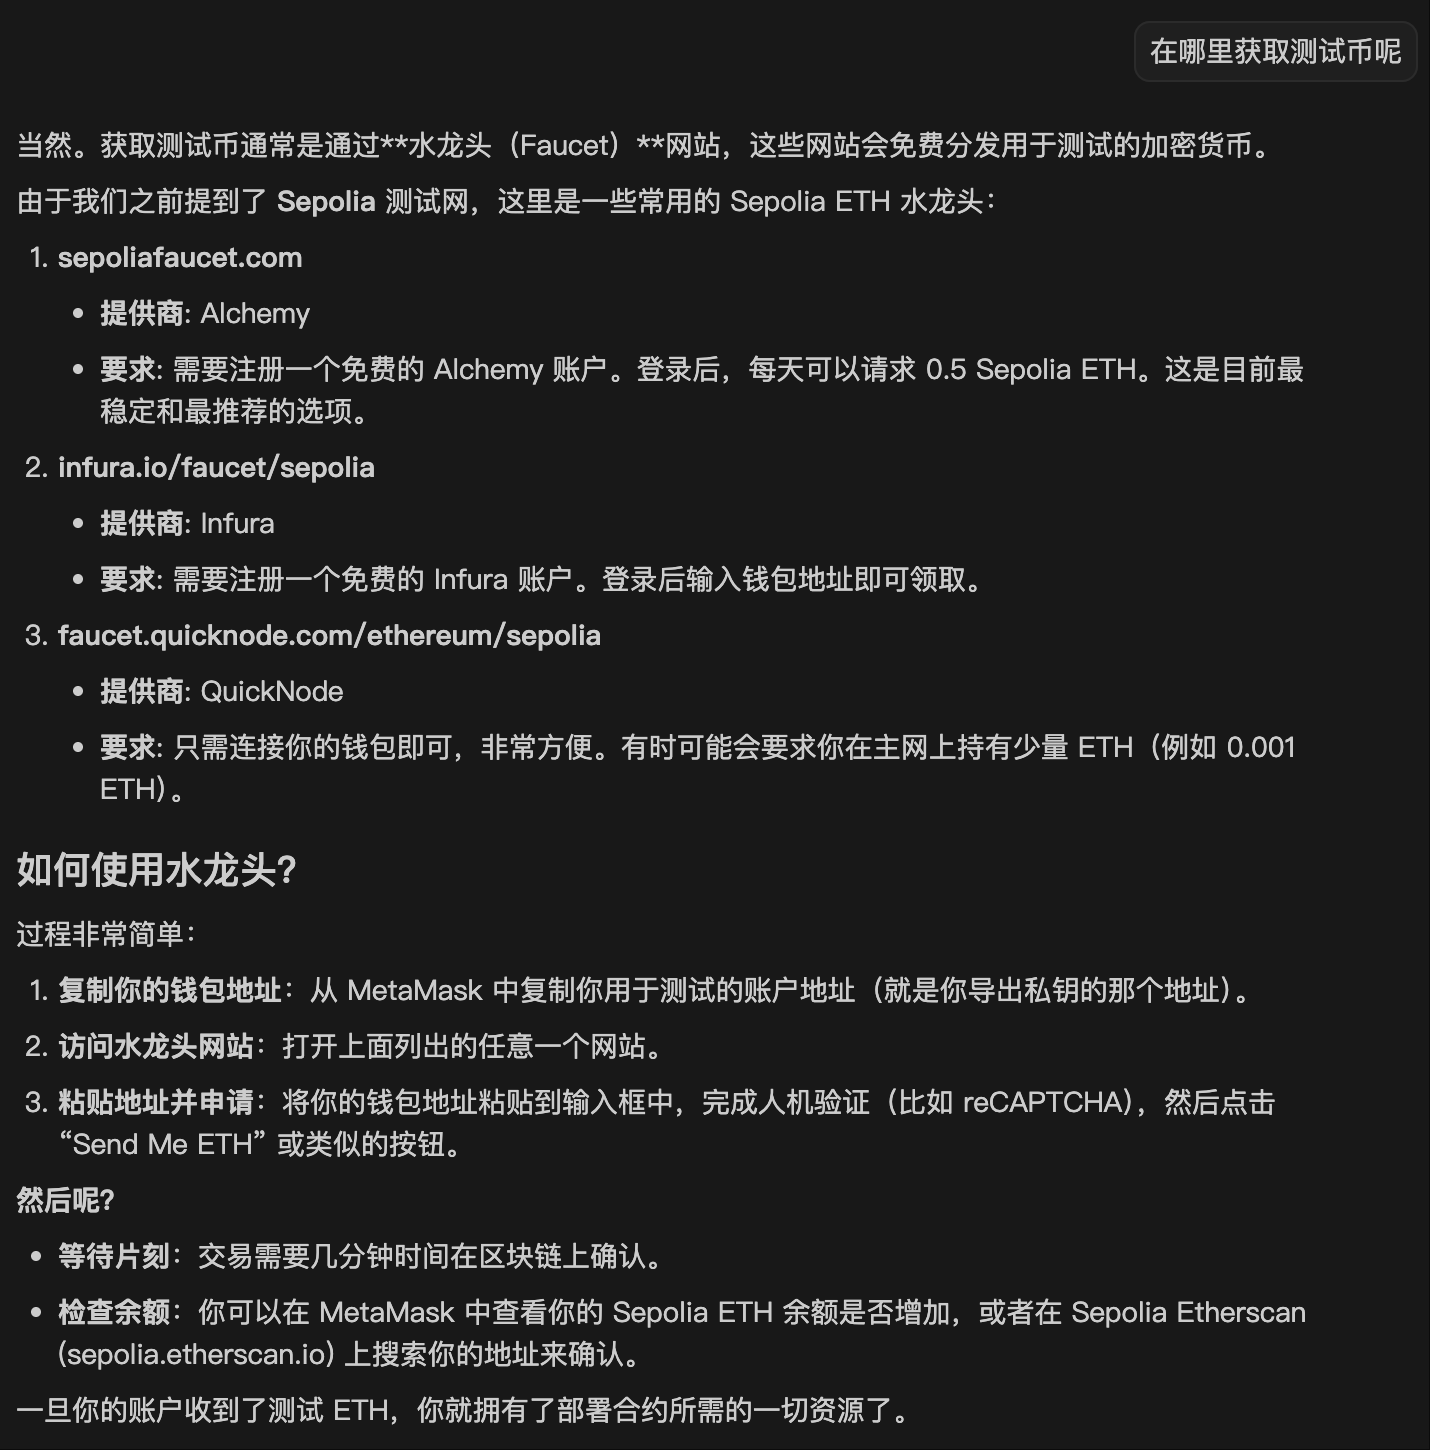 在哪里获取测试币呢
当然。获取测试币通常是通过**水龙头（Faucet）**网站，这些网站会免费分发用于测试的加密货币。
由于我们之前提到了 Sepolia 测试网，这里是一些常用的 Sepolia ETH 水龙头：
1. sepoliafaucet.com
• 提供商: Alchemy
• 要求: 需要注册一个免费的 Alchemy 账户。登录后，每天可以请求 0.5 Sepolia ETH。这是目前最
稳定和最推荐的选项。
2. infura.io/faucet/sepolia
• 提供商: Infura
• 要求: 需要注册一个免费的 Infura 账户。登录后输入钱包地址即可领取。
3. faucet.quicknode.com/ethereum/sepolia
• 提供商: QuickNode
• 要求: 只需连接你的钱包即可，非常方便。有时可能会要求你在主网上持有少量 ETH（例如 0.001
ETH）。
如何使用水龙头？
过程非常简单：
1. 复制你的钱包地址：从 MetaMask 中复制你用于测试的账户地址（就是你导出私钥的那个地址）。
2. 访问水龙头网站：打开上面列出的任意一个网站。
3. 粘贴地址并申请：将你的钱包地址粘贴到输入框中，完成人机验证（比如 reCAPTCHA），然后点击
“Send Me ETH” 或类似的按钮。
然后呢？
• 等待片刻：交易需要几分钟时间在区块链上确认。
• 检查余额：你可以在 MetaMask 中查看你的 Sepolia ETH 余额是否增加，或者在 Sepolia Etherscan
(sepolia.etherscan.io) 上搜索你的地址来确认。
一旦你的账户收到了测试 ETH，你就拥有了部署合约所需的一切资源了。